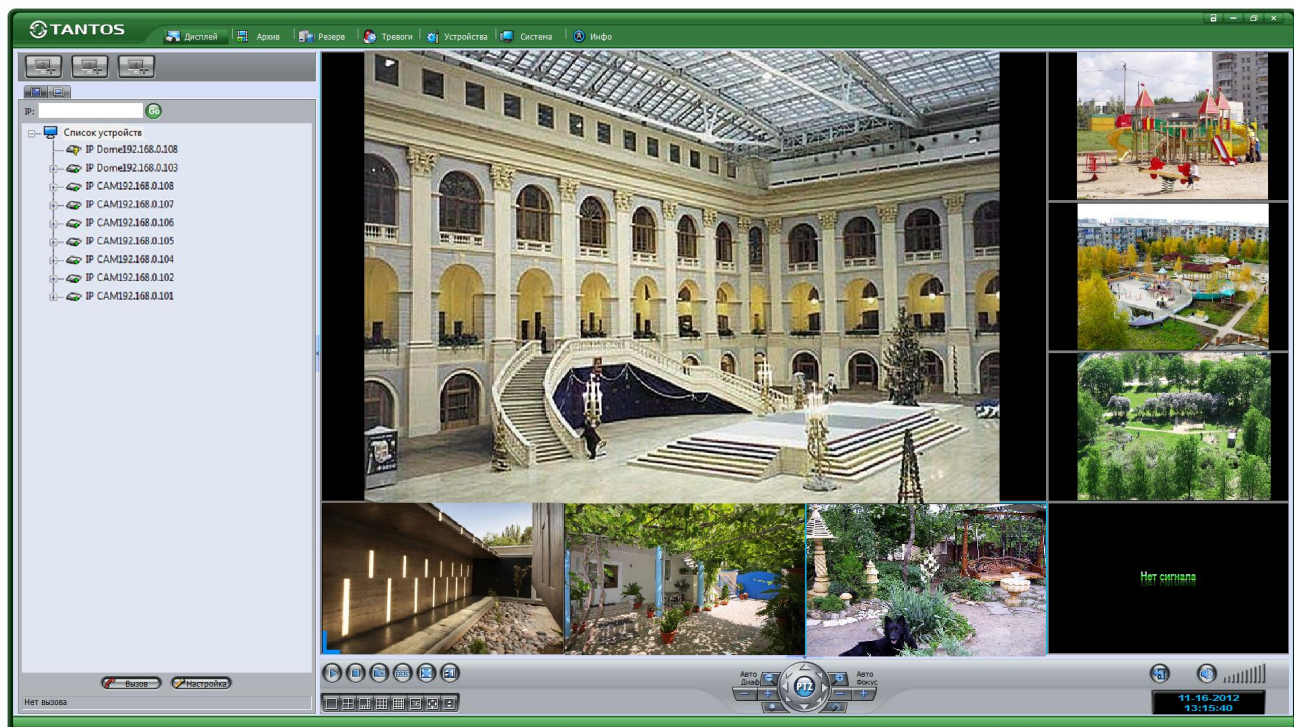 TANTOS
Дисплей
Архив
Резерв
Тревоги
Устройства
Система
Инфо
IP:
Go
Список устройств
IP Dome192.168.0.108
IP Dome192.168.0.103
IP CAM192.168.0.108
IP CAM192.168.0.107
IP CAM192.168.0.106
IP CAM192.168.0.105
IP CAM192.168.0.104
IP CAM192.168.0.102
IP CAM192.168.0.101
Нет сигнала
Вызов
Настройка
Нет вызова
Авто
Диаф
PTZ
Авто
Фокус
11-16-2012
13:15:40